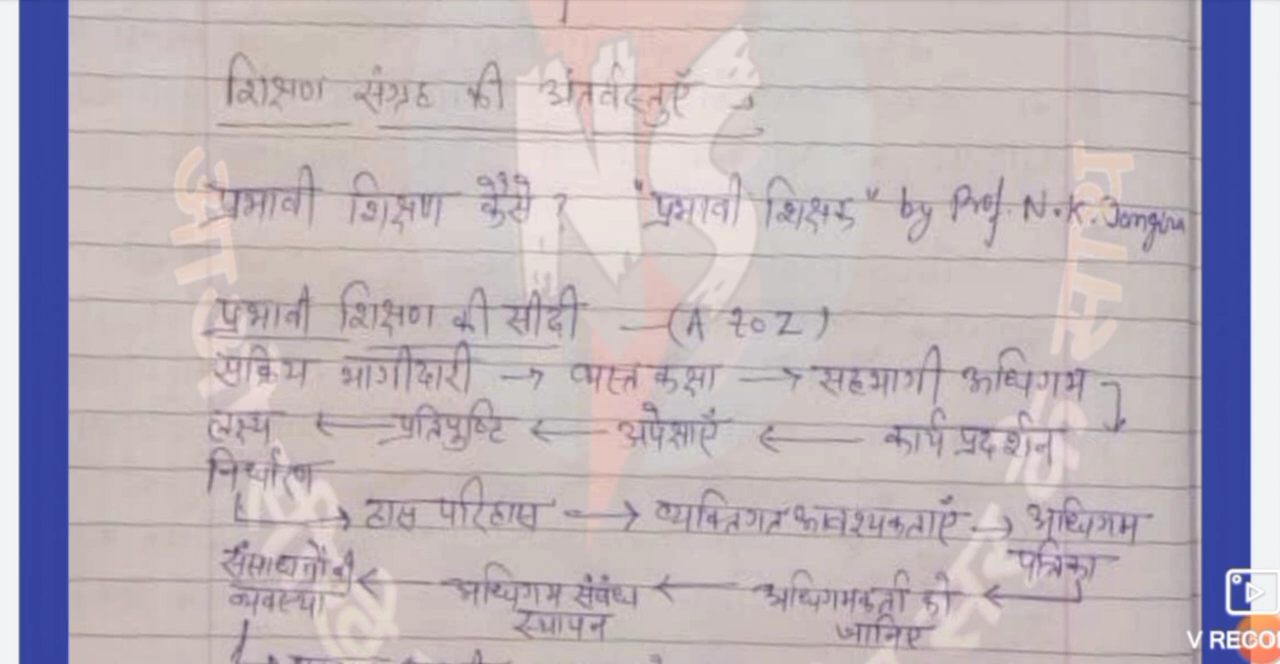 शिक्षण संग्रह की अंतर्वस्तुएँ →
प्रभावी शिक्षण कैसे ? "प्रभावी शिक्षक" by Prof. N.K. Jangira
प्रभावी शिक्षण की सीढी — (A to Z)
सक्रिय भागीदारी → व्यस्त कक्षा → सहभागी अधिगम
लक्ष्य ← प्रतिपुष्टि ← अपेक्षाएँ ← कार्य प्रदर्शन
निर्धारण
→ हास परिहास → व्यक्तिगत आवश्यकताएँ → अधिगम
पत्रिका
संसाधनों की ← अधिगम संबंध ← अधिगमकर्ता को ←
व्यवस्था स्थापन जानिए
NS
V RECO